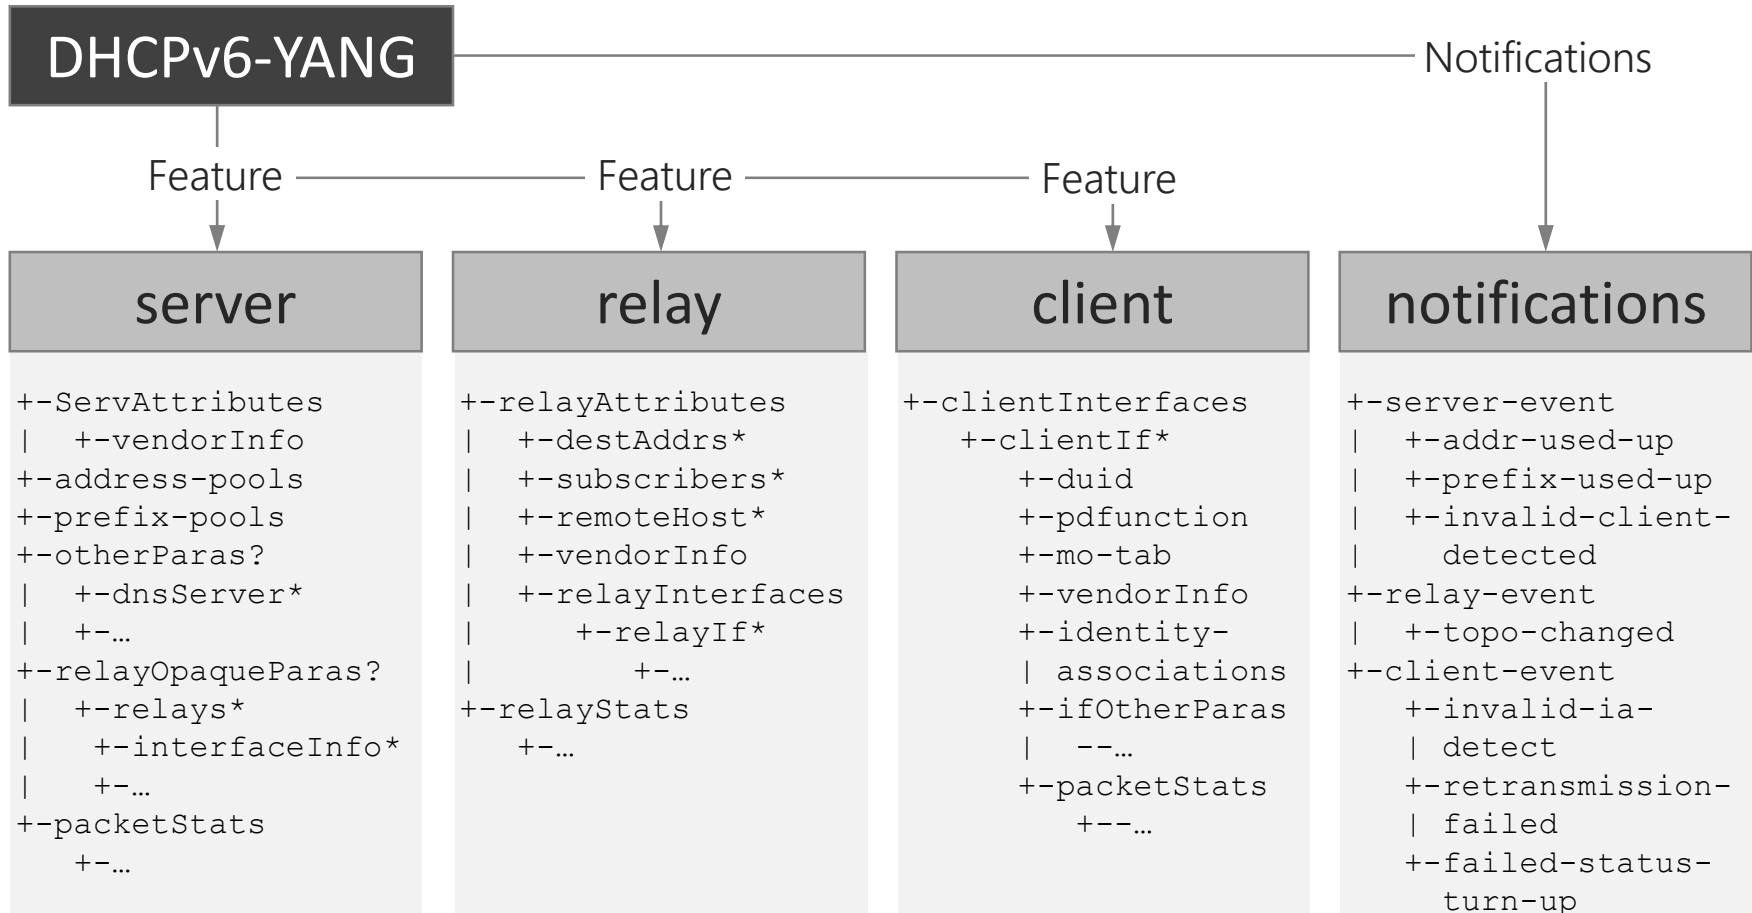 DHCPv6-YANG
Notifications
Feature
Feature
Feature
server
+-ServAttributes
|  +-vendorInfo
+-address-pools
+-prefix-pools
+-otherParas?
|  +-dnsServer*
|  +-…
+-relayOpaqueParas?
|  +-relays*
|   +-interfaceInfo*
|   +-…
+-packetStats
   +-…
relay
+-relayAttributes
|  +-destAddrs*
|  +-subscribers*
|  +-remoteHost*
|  +-vendorInfo
|  +-relayInterfaces
|     +-relayIf*
|        +-…
+-relayStats
   +-…
client
+-clientInterfaces
   +-clientIf*
      +-duid
      +-pdfunction
      +-mo-tab
      +-vendorInfo
      +-identity-
      | associations
      +-ifOtherParas
      |  --…
      +-packetStats
         +--…
notifications
+-server-event
|  +-addr-used-up
|  +-prefix-used-up
|  +-invalid-client-
|    detected
+-relay-event
|  +-topo-changed
+-client-event
   +-invalid-ia-
   | detect
   +-retransmission-
   | failed
   +-failed-status-
     turn-up